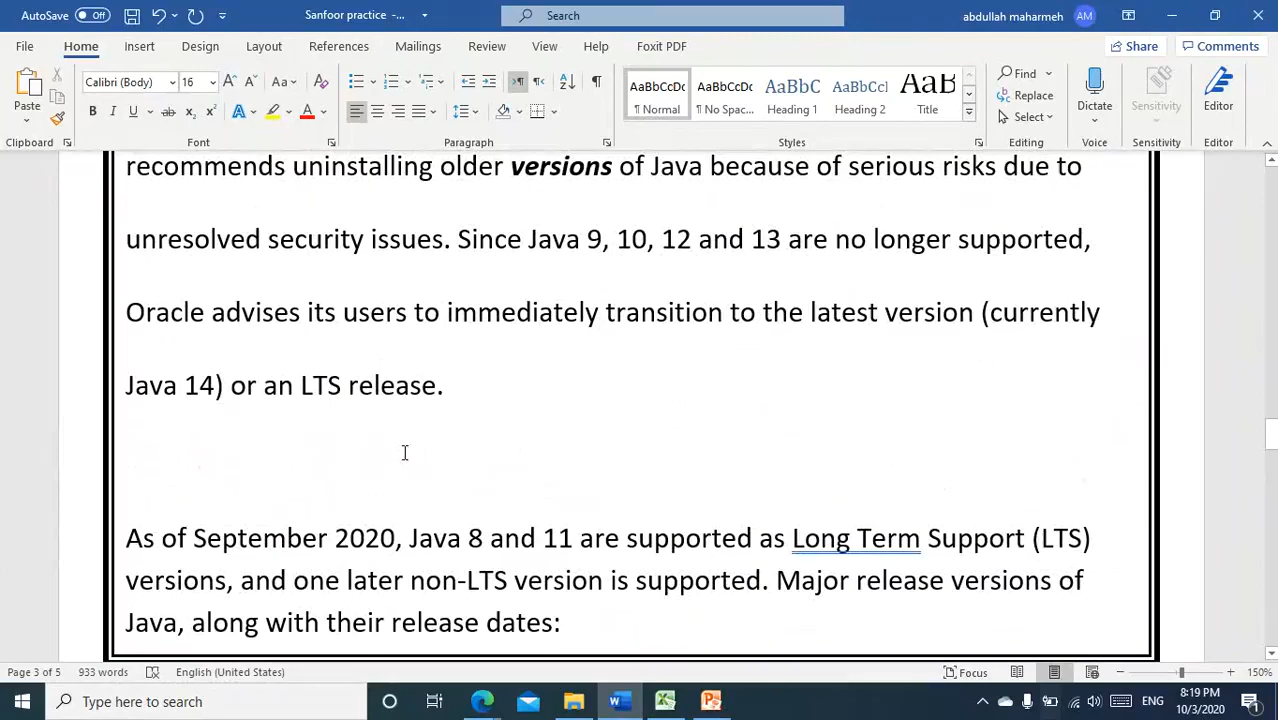 AutoSave Off Sanfoor practice -... Search abdullah maharmeh AM
File Home Insert Design Layout References Mailings Review View Help Foxit PDF Share Comments
Calibri (Body) 16 Aa AaBbCcDc AaBbCcDc AaBbC AaBbCcI AaB Find
Paste B I U ab x x A A ¶ Normal ¶ No Spac... Heading 1 Heading 2 Title Replace Dictate Sensitivity Editor
Select
Clipboard Font Paragraph Styles Editing Voice Sensitivity Editor
recommends uninstalling older versions of Java because of serious risks due to
unresolved security issues. Since Java 9, 10, 12 and 13 are no longer supported,
Oracle advises its users to immediately transition to the latest version (currently
Java 14) or an LTS release.
As of September 2020, Java 8 and 11 are supported as Long Term Support (LTS)
versions, and one later non-LTS version is supported. Major release versions of
Java, along with their release dates:
Page 3 of 5 933 words English (United States) Focus 150%
Type here to search ENG 8:19 PM
10/3/2020 1